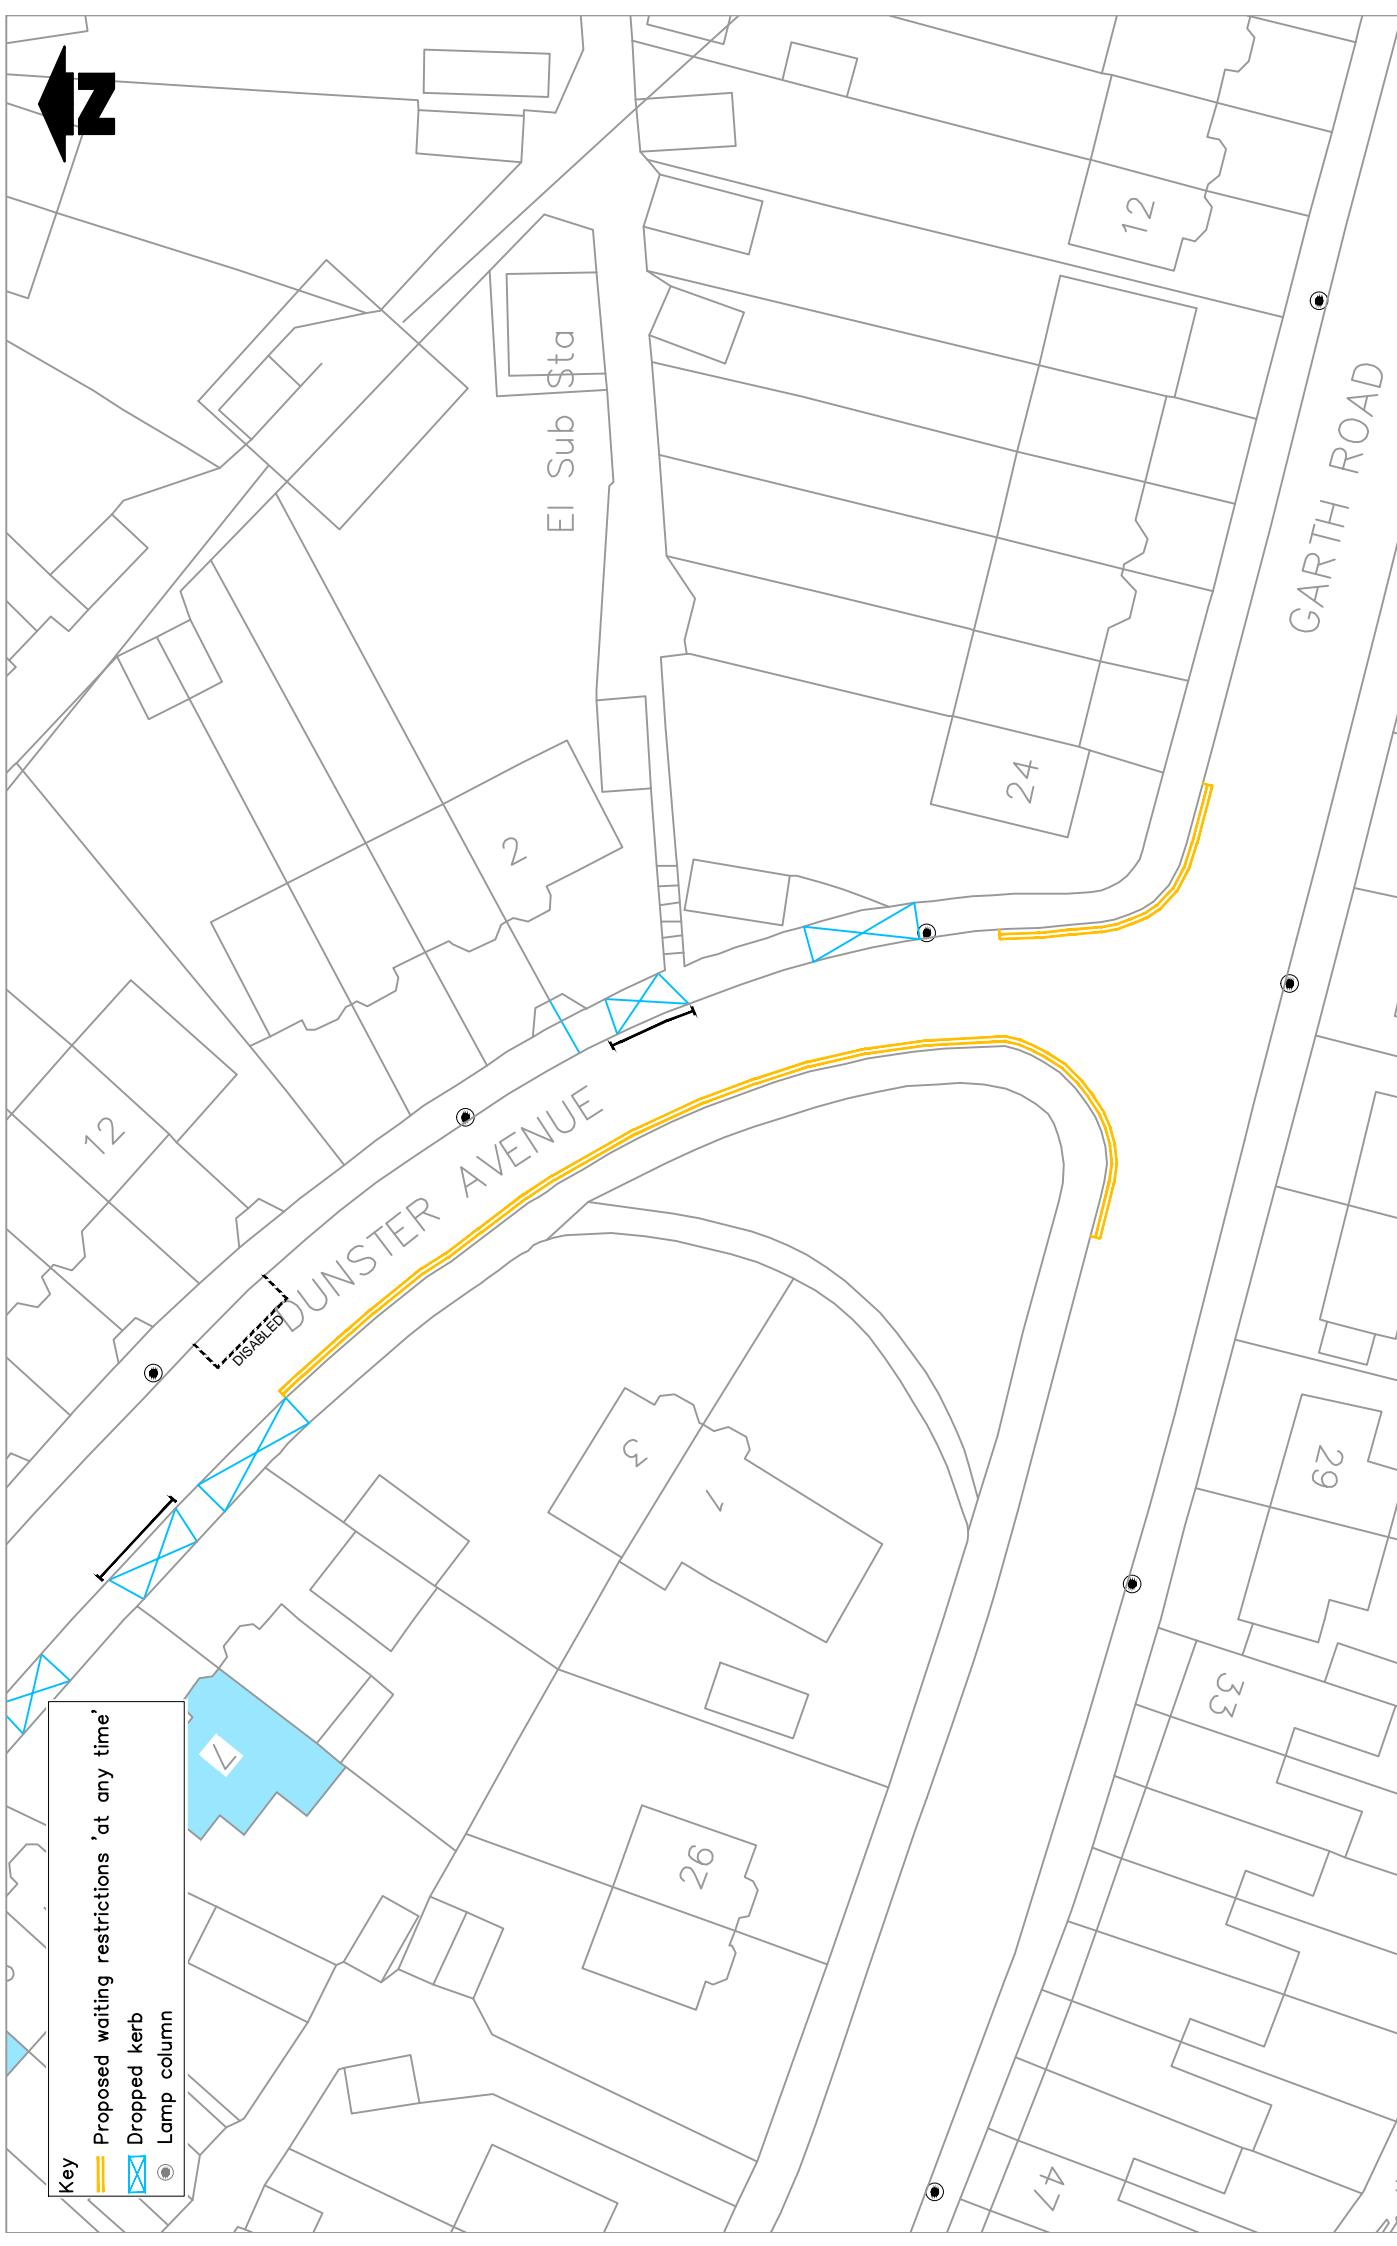 N
12
El Sub Sta
GARTH ROAD
24
2
12
DUNSTER AVENUE
DISABLED
3
1
29
33
7
26
47
Key
Proposed waiting restrictions 'at any time'
Dropped kerb
Lamp column